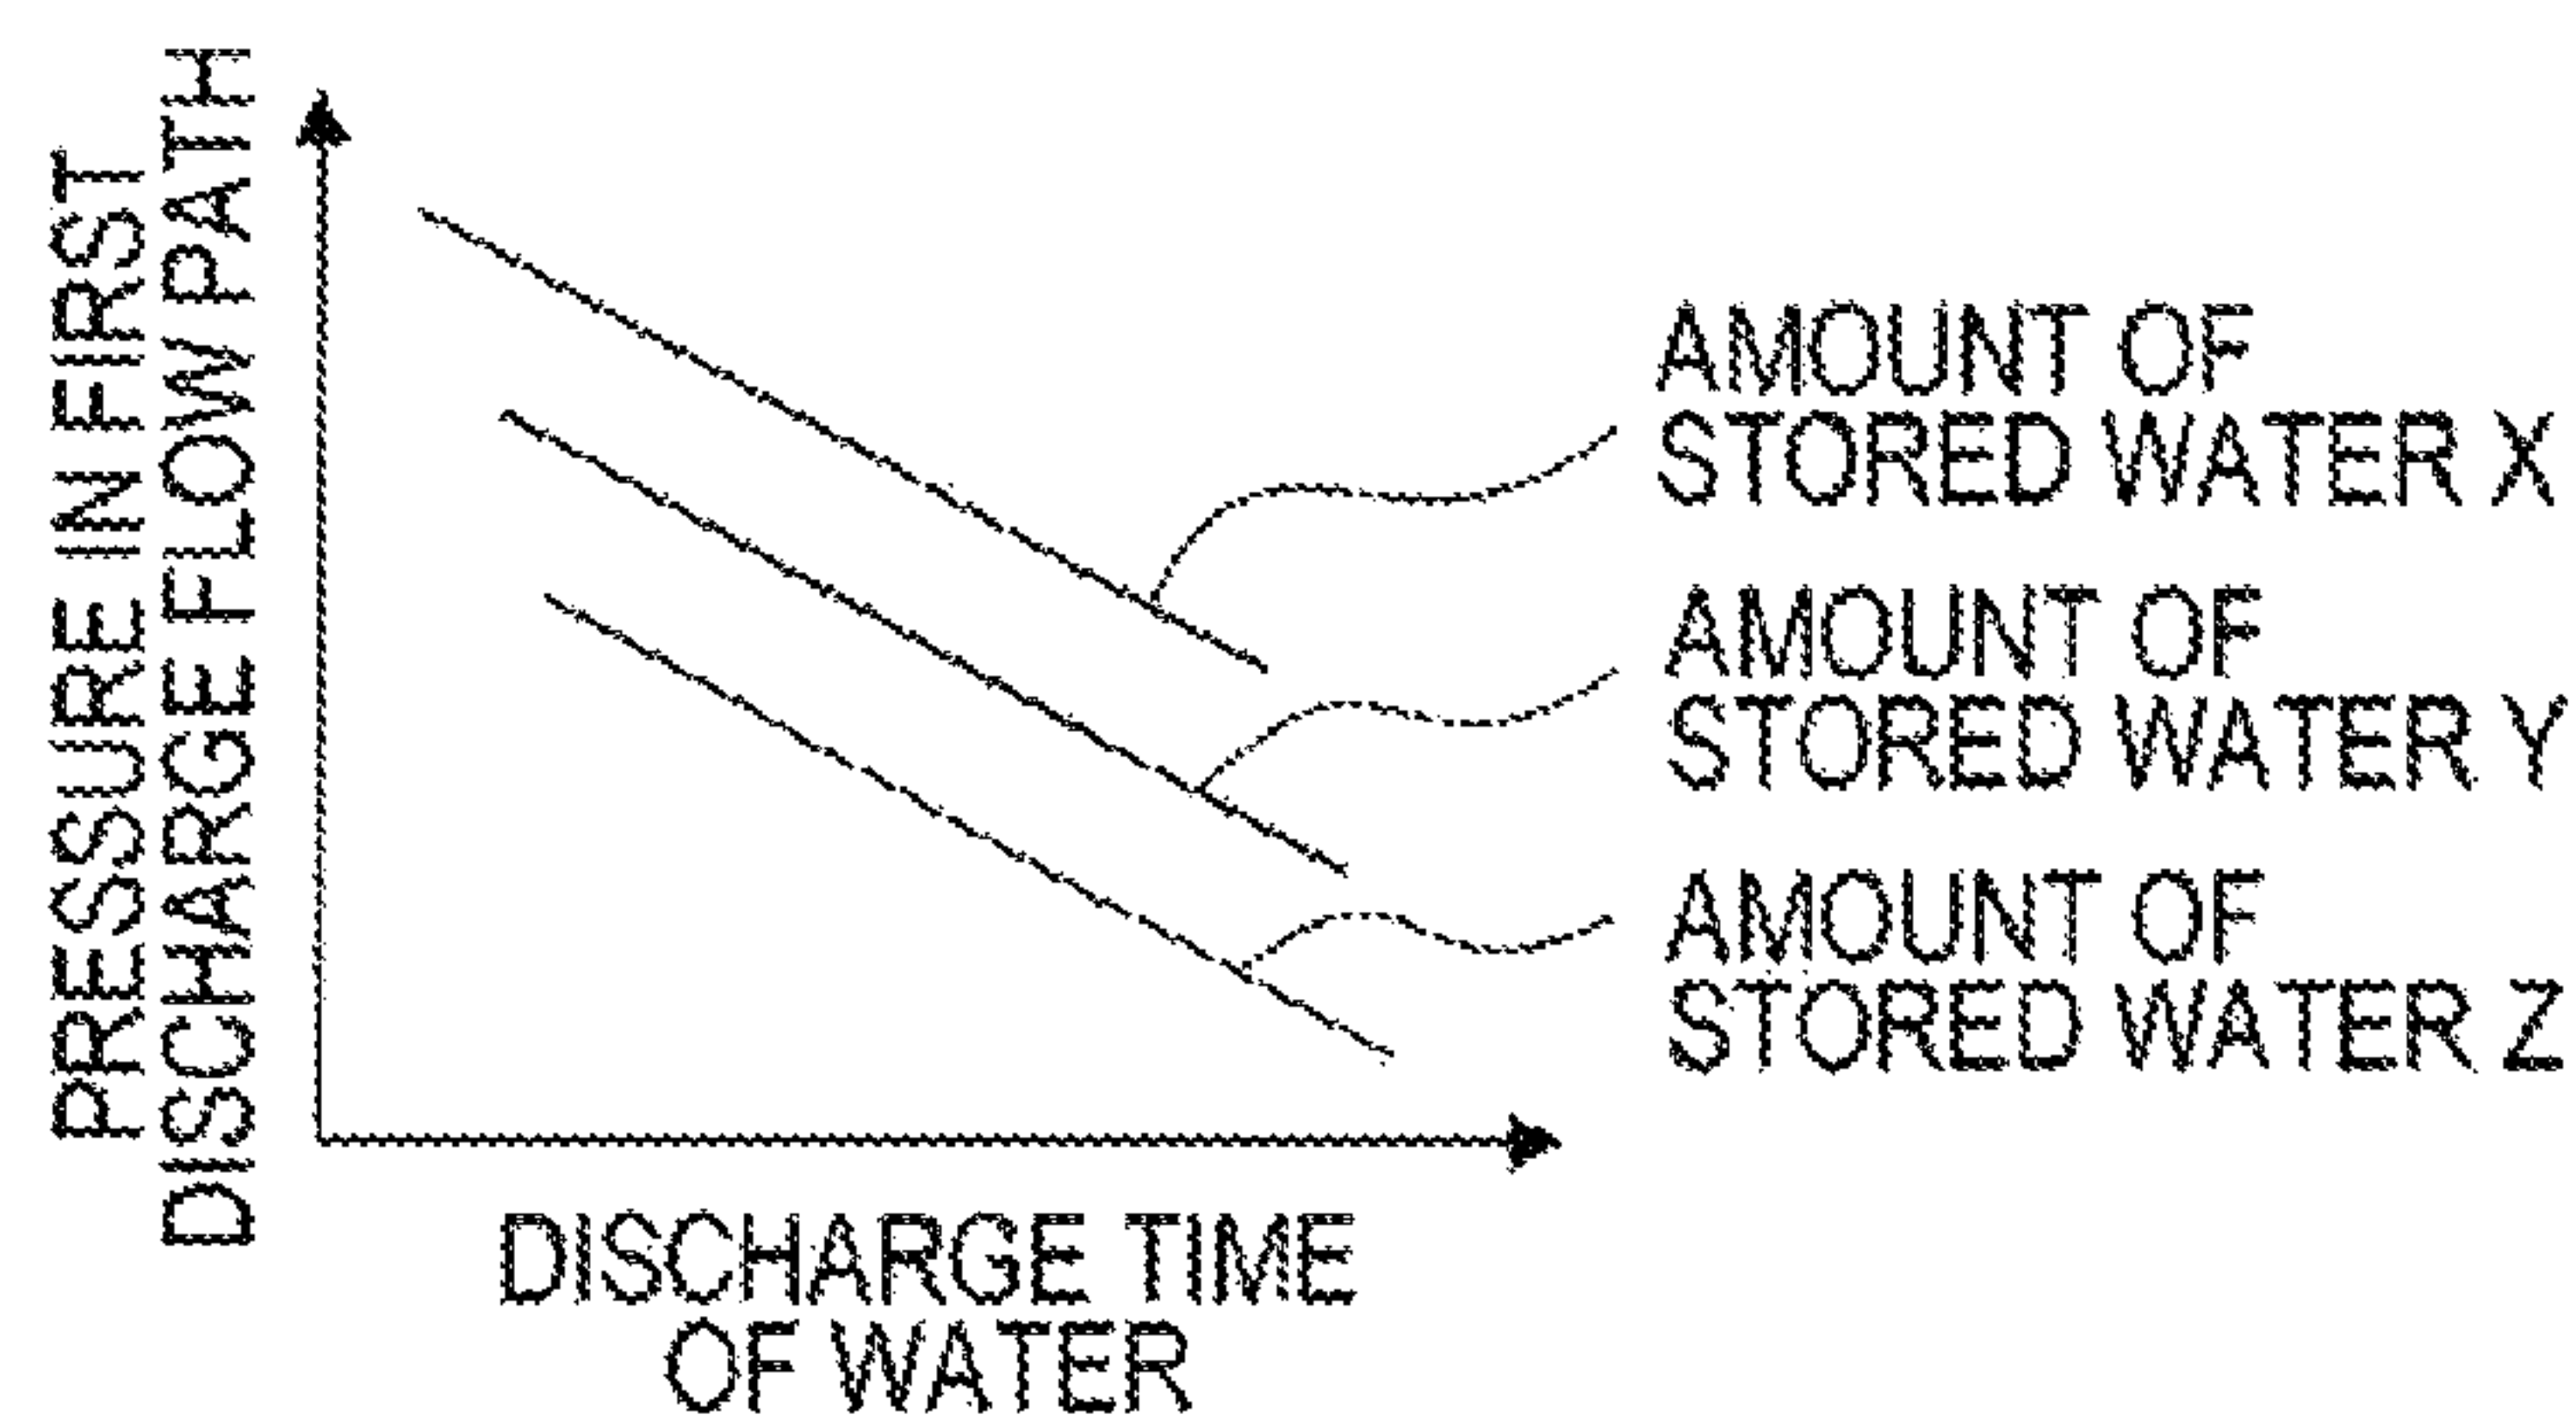 PRESSURE IN FIRST
DISCHARGE FLOW PATH
AMOUNT OF
STORED WATER X
AMOUNT OF
STORED WATER Y
AMOUNT OF
STORED WATER Z
DISCHARGE TIME
OF WATER